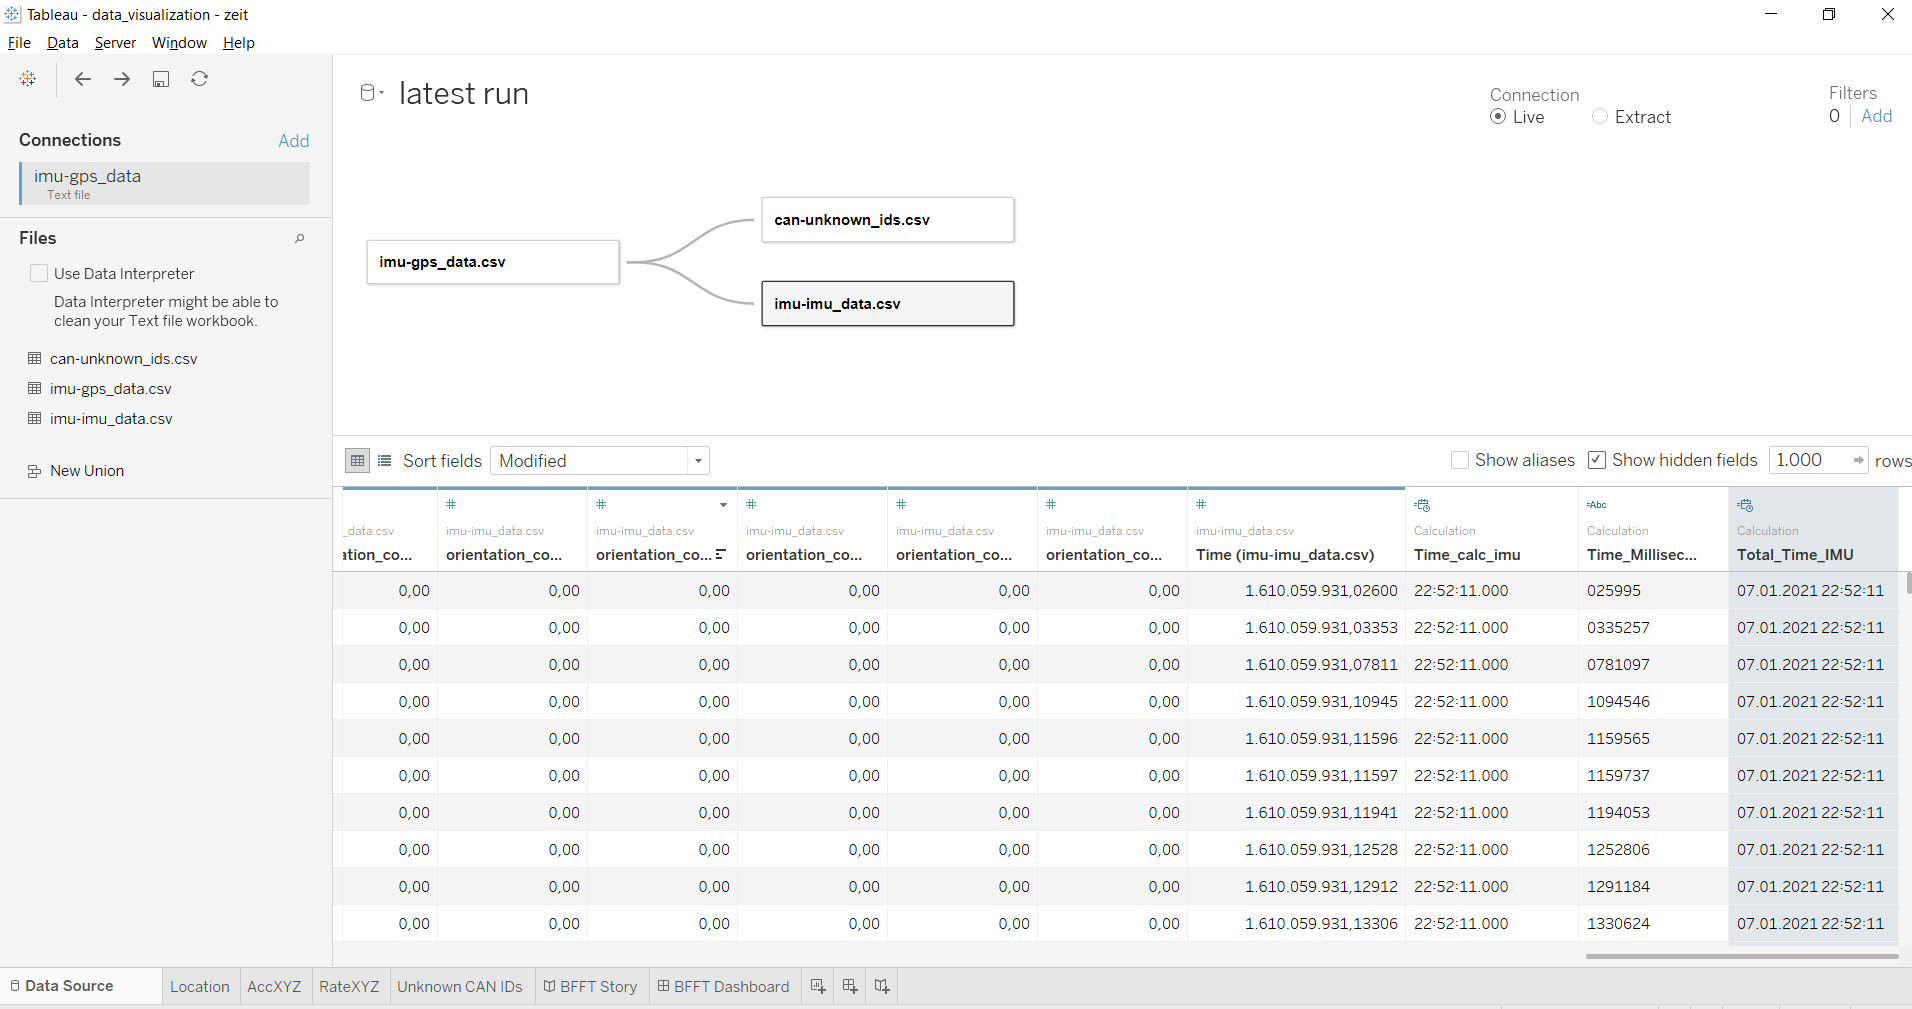 Tableau - data_visualization - zeit
File Data Server Window Help
latest run
Connection
Live Extract
Filters
0 Add
Connections Add
imu-gps_data
Text file
Files
Use Data Interpreter
Data Interpreter might be able to
clean your Text file workbook.
can-unknown_ids.csv
imu-gps_data.csv
imu-imu_data.csv
New Union
imu-gps_data.csv
can-unknown_ids.csv
imu-imu_data.csv
Sort fields Modified Show aliases Show hidden fields 1.000 rows
# # # # # # =Abc
_data.csv imu-imu_data.csv imu-imu_data.csv imu-imu_data.csv imu-imu_data.csv imu-imu_data.csv imu-imu_data.csv Calculation Calculation Calculation
ation_co... orientation_co... orientation_co... orientation_co... orientation_co... orientation_co... Time (imu-imu_data.csv) Time_calc_imu Time_Millisec... Total_Time_IMU
0,00 0,00 0,00 0,00 0,00 0,00 1.610.059.931,02600 22:52:11.000 025995 07.01.2021 22:52:11
0,00 0,00 0,00 0,00 0,00 0,00 1.610.059.931,03353 22:52:11.000 0335257 07.01.2021 22:52:11
0,00 0,00 0,00 0,00 0,00 0,00 1.610.059.931,07811 22:52:11.000 0781097 07.01.2021 22:52:11
0,00 0,00 0,00 0,00 0,00 0,00 1.610.059.931,10945 22:52:11.000 1094546 07.01.2021 22:52:11
0,00 0,00 0,00 0,00 0,00 0,00 1.610.059.931,11596 22:52:11.000 1159565 07.01.2021 22:52:11
0,00 0,00 0,00 0,00 0,00 0,00 1.610.059.931,11597 22:52:11.000 1159737 07.01.2021 22:52:11
0,00 0,00 0,00 0,00 0,00 0,00 1.610.059.931,11941 22:52:11.000 1194053 07.01.2021 22:52:11
0,00 0,00 0,00 0,00 0,00 0,00 1.610.059.931,12528 22:52:11.000 1252806 07.01.2021 22:52:11
0,00 0,00 0,00 0,00 0,00 0,00 1.610.059.931,12912 22:52:11.000 1291184 07.01.2021 22:52:11
0,00 0,00 0,00 0,00 0,00 0,00 1.610.059.931,13306 22:52:11.000 1330624 07.01.2021 22:52:11
Data Source Location AccXYZ RateXYZ Unknown CAN IDs BFFT Story BFFT Dashboard